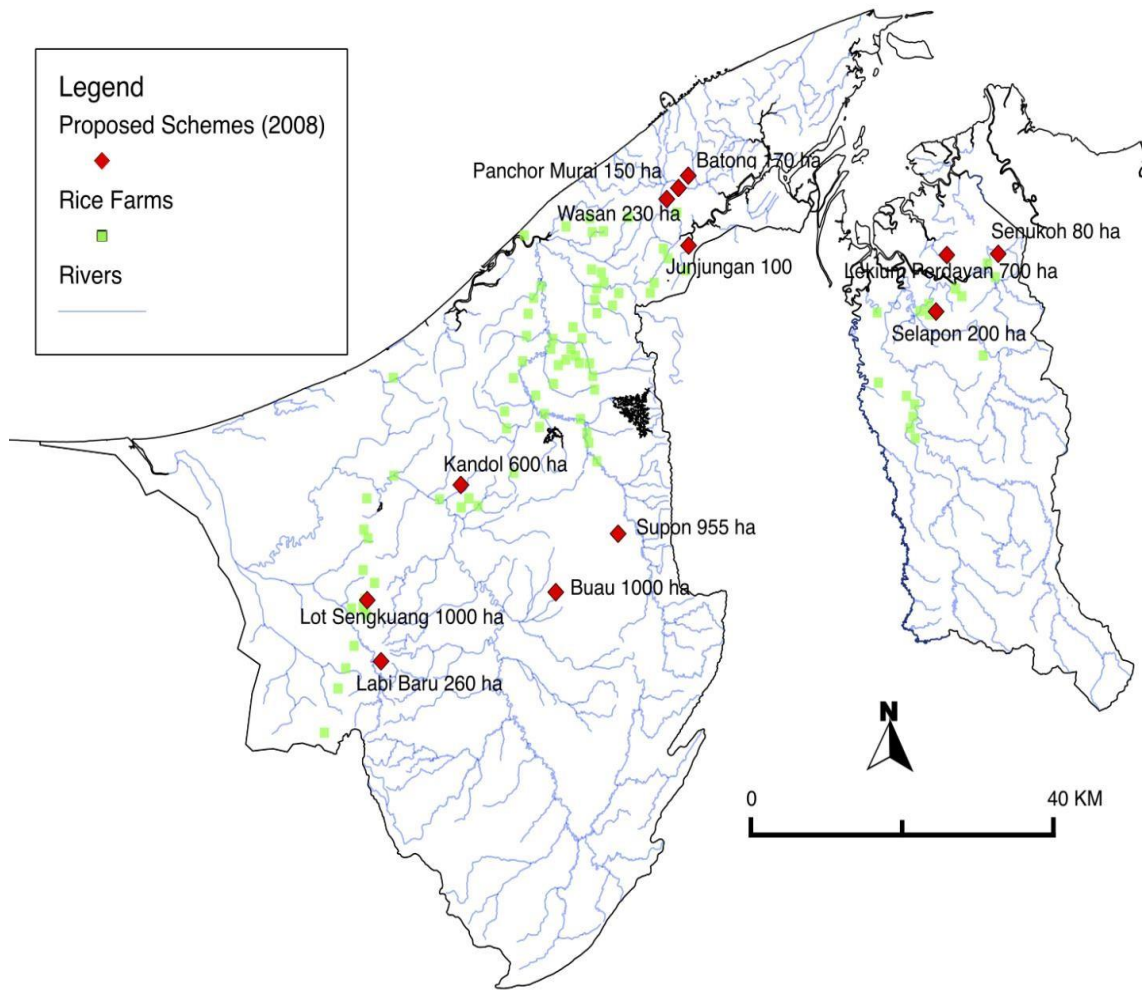 Legend
Proposed Schemes (2008)
Rice Farms
Rivers
Batong 170 ha
Panchor Murai 150 ha
Wasan 230 ha
Junjungan 100
Senukoh 80 ha
Lekium Perdayan 700 ha
Selapon 200 ha
Kandol 600 ha
Supon 955 ha
Buau 1000 ha
Lot Sengkuang 1000 ha
Labi Baru 260 ha
N
0 40 KM